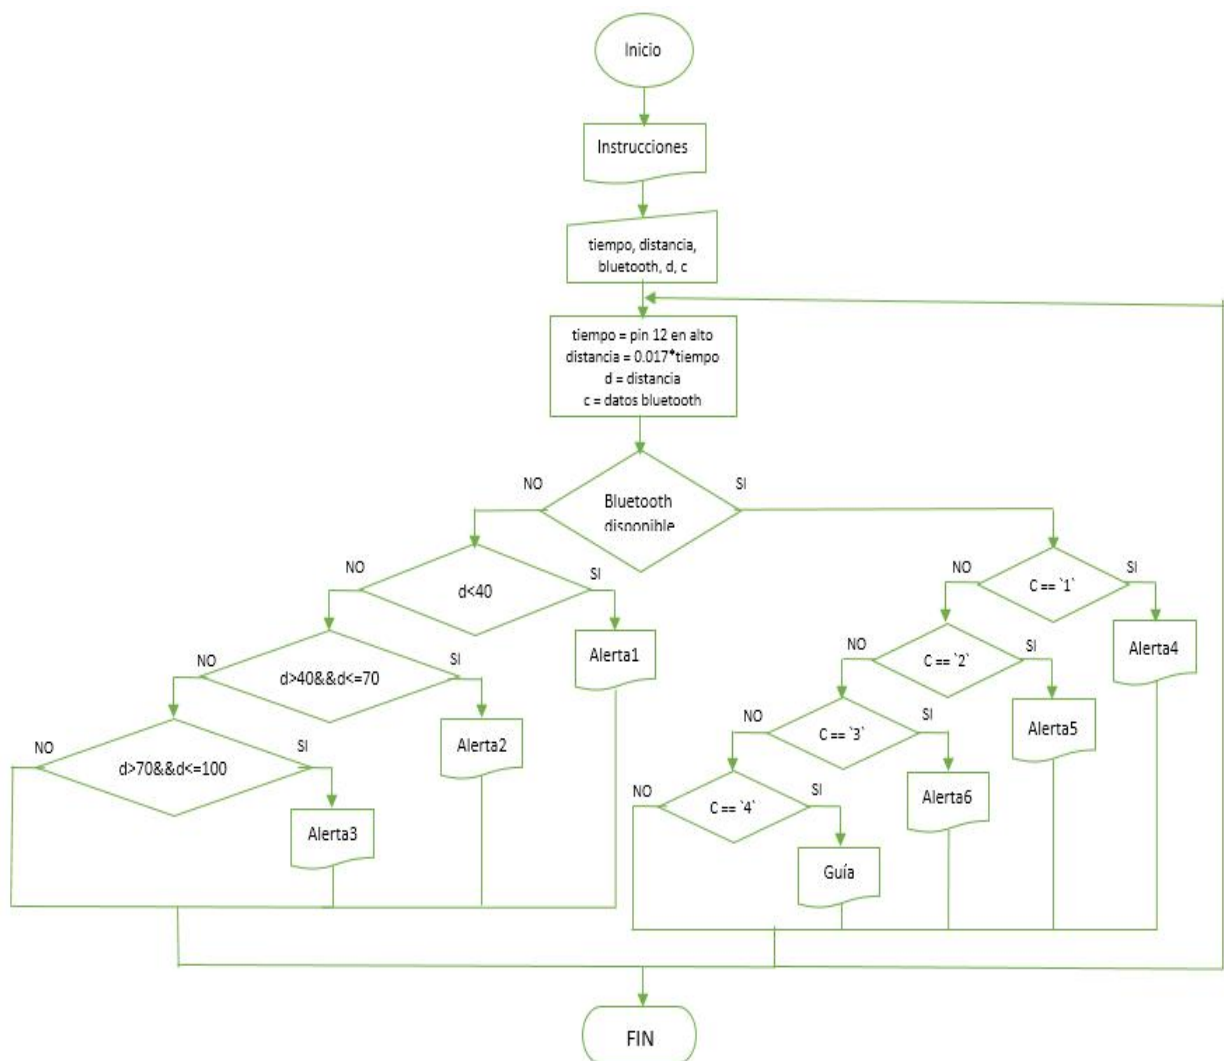 Inicio
Instrucciones
tiempo, distancia,
bluetooth, d, c
tiempo = pin 12 en alto
distancia = 0.017*tiempo
d = distancia
c = datos bluetooth
NO
SI
Bluetooth
disponible
NO
SI
d<40
NO
SI
C == `1`
Alerta1
Alerta4
NO
SI
d>40&&d<=70
NO
SI
C == `2`
Alerta2
Alerta5
NO
SI
d>70&&d<=100
NO
SI
C == `3`
Alerta3
Alerta6
NO
SI
C == `4`
Guía
FIN